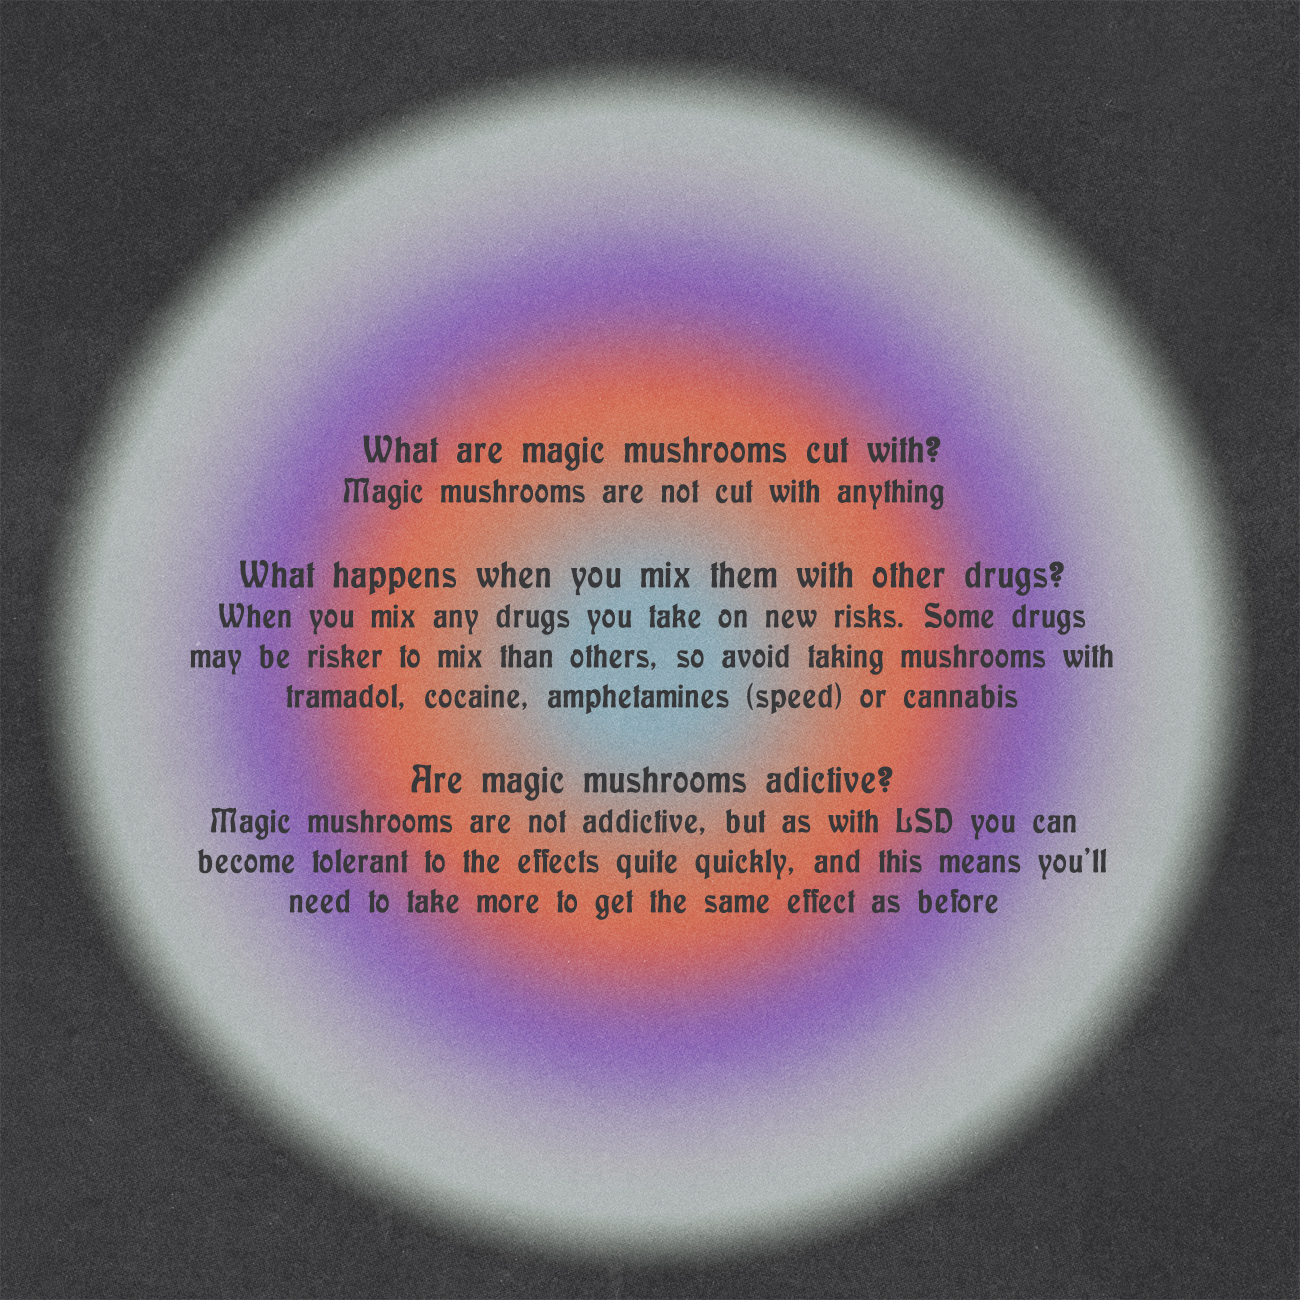 What are magic mushrooms cut with?
Magic mushrooms are not cut with anything
What happens when you mix them with other drugs?
When you mix any drugs you take on new risks. Some drugs
may be risker to mix than others, so avoid taking mushrooms with
tramadol, cocaine, amphetamines (speed) or cannabis
Are magic mushrooms adictive?
Magic mushrooms are not addictive, but as with LSD you can
become tolerant to the effects quite quickly, and this means you'll
need to take more to get the same effect as before